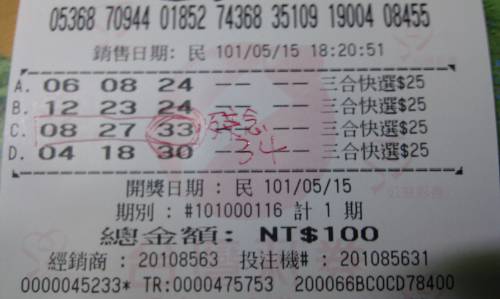 05368 70944 01852 74368 35109 19004 08455
銷售日期: 民 101/05/15 18:20:51
A. 06 08 24 -- -- 三合快選$25
B. 12 23 24 -- -- 三合快選$25
C. 08 27 33 -- -- 三合快選$25
34
D. 04 18 30 -- 三合快選$25
開獎日期 : 民 101/05/15
期別 : #101000116 計 1 期
總金額: NT$100
經銷商 : 20108563 投注機# : 201085631
0000045233* TR:0000475753 200066BC0CD78400